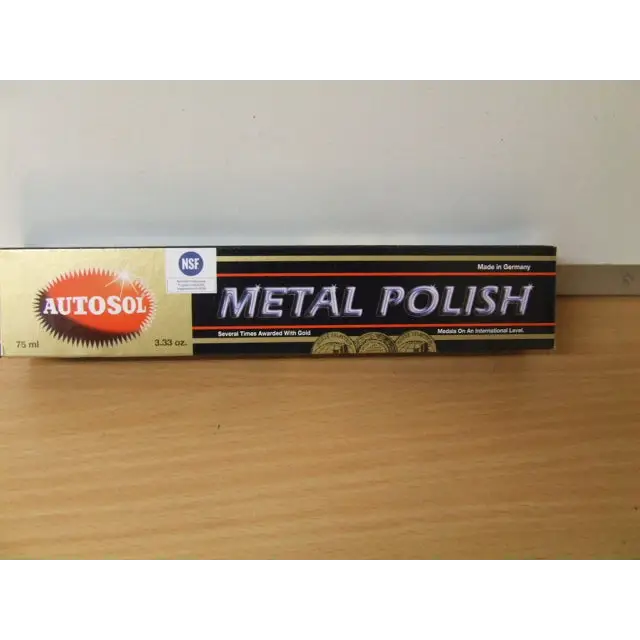 AUTOSOL
75 ml
3.33 oz.
NSF
Made in Germany
METAL POLISH
Several Times Awarded With Gold
Medals On An International Level.